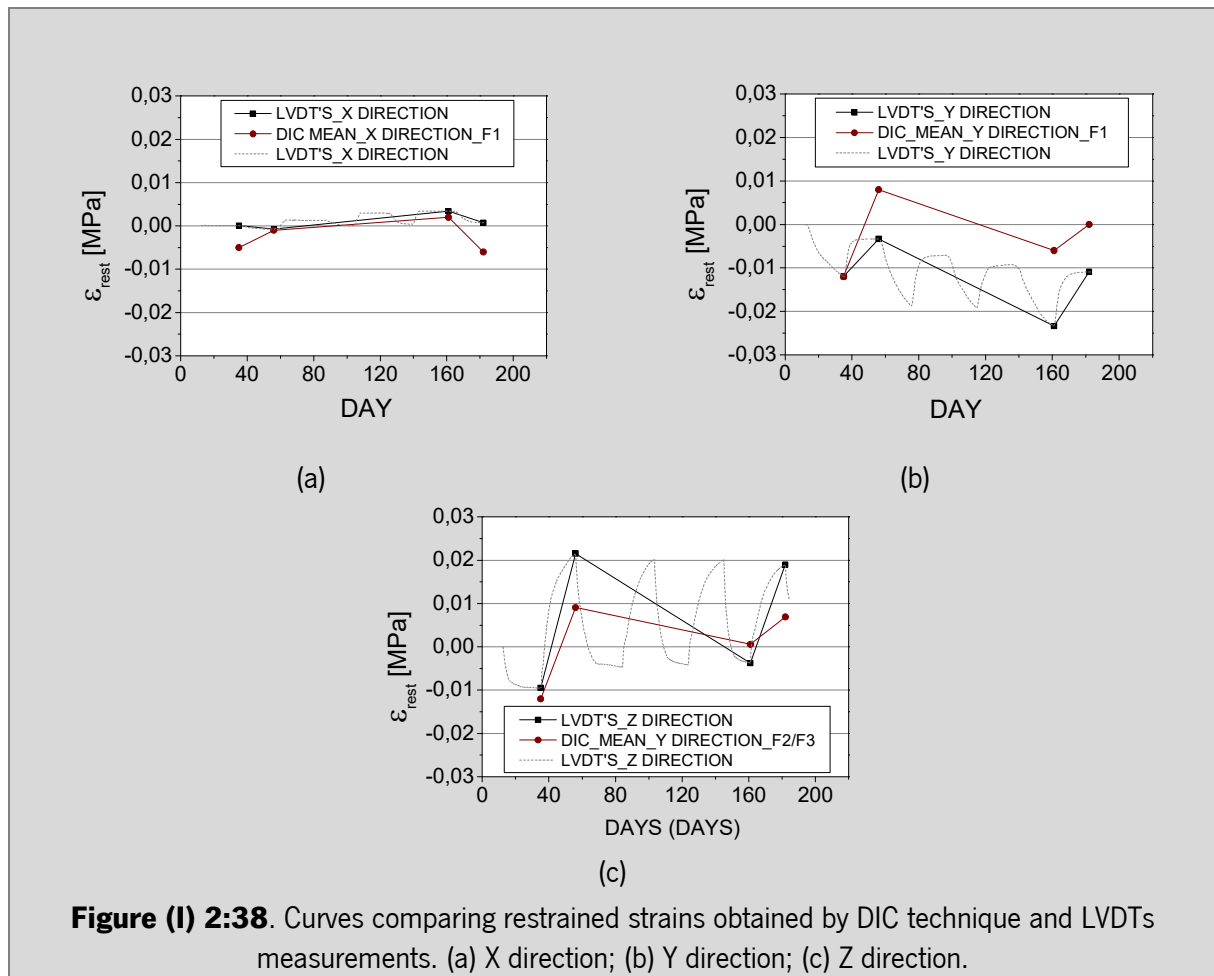 0,03
0,02
0,01
0,00
-0,01
-0,02
-0,03
ε_rest [MPa]
LVDT'S_X DIRECTION
DIC MEAN_X DIRECTION_F1
LVDT'S_X DIRECTION
0 40 80 120 160 200
DAY
(a)
0,03
0,02
0,01
0,00
-0,01
-0,02
-0,03
ε_rest [MPa]
LVDT'S_Y DIRECTION
DIC_MEAN_Y DIRECTION_F1
LVDT'S_Y DIRECTION
0 40 80 120 160 200
DAY
(b)
0,03
0,02
0,01
0,00
-0,01
-0,02
-0,03
ε_rest [MPa]
LVDT'S_Z DIRECTION
DIC_MEAN_Y DIRECTION_F2/F3
LVDT'S_Z DIRECTION
0 40 80 120 160 200
DAYS (DAYS)
(c)
Figure (I) 2:38. Curves comparing restrained strains obtained by DIC technique and LVDTs
measurements. (a) X direction; (b) Y direction; (c) Z direction.